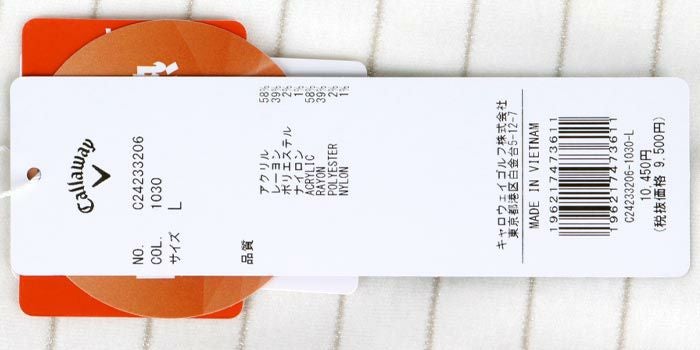 Callaway
NO. C24233206
COL. 1030
サイズ L
品質
アクリル 58%
レーヨン 39%
ポリエステル 2%
ナイロン 1%
ACRYLIC 58%
RAYON 39%
POLYESTER 2%
NYLON 1%
キャロウェイゴルフ株式会社
東京都港区白金台5-12-7
MADE IN VIETNAM
196217473611
196217473611
C24233206-1030-L
10,450円
(税抜価格 9,500円)